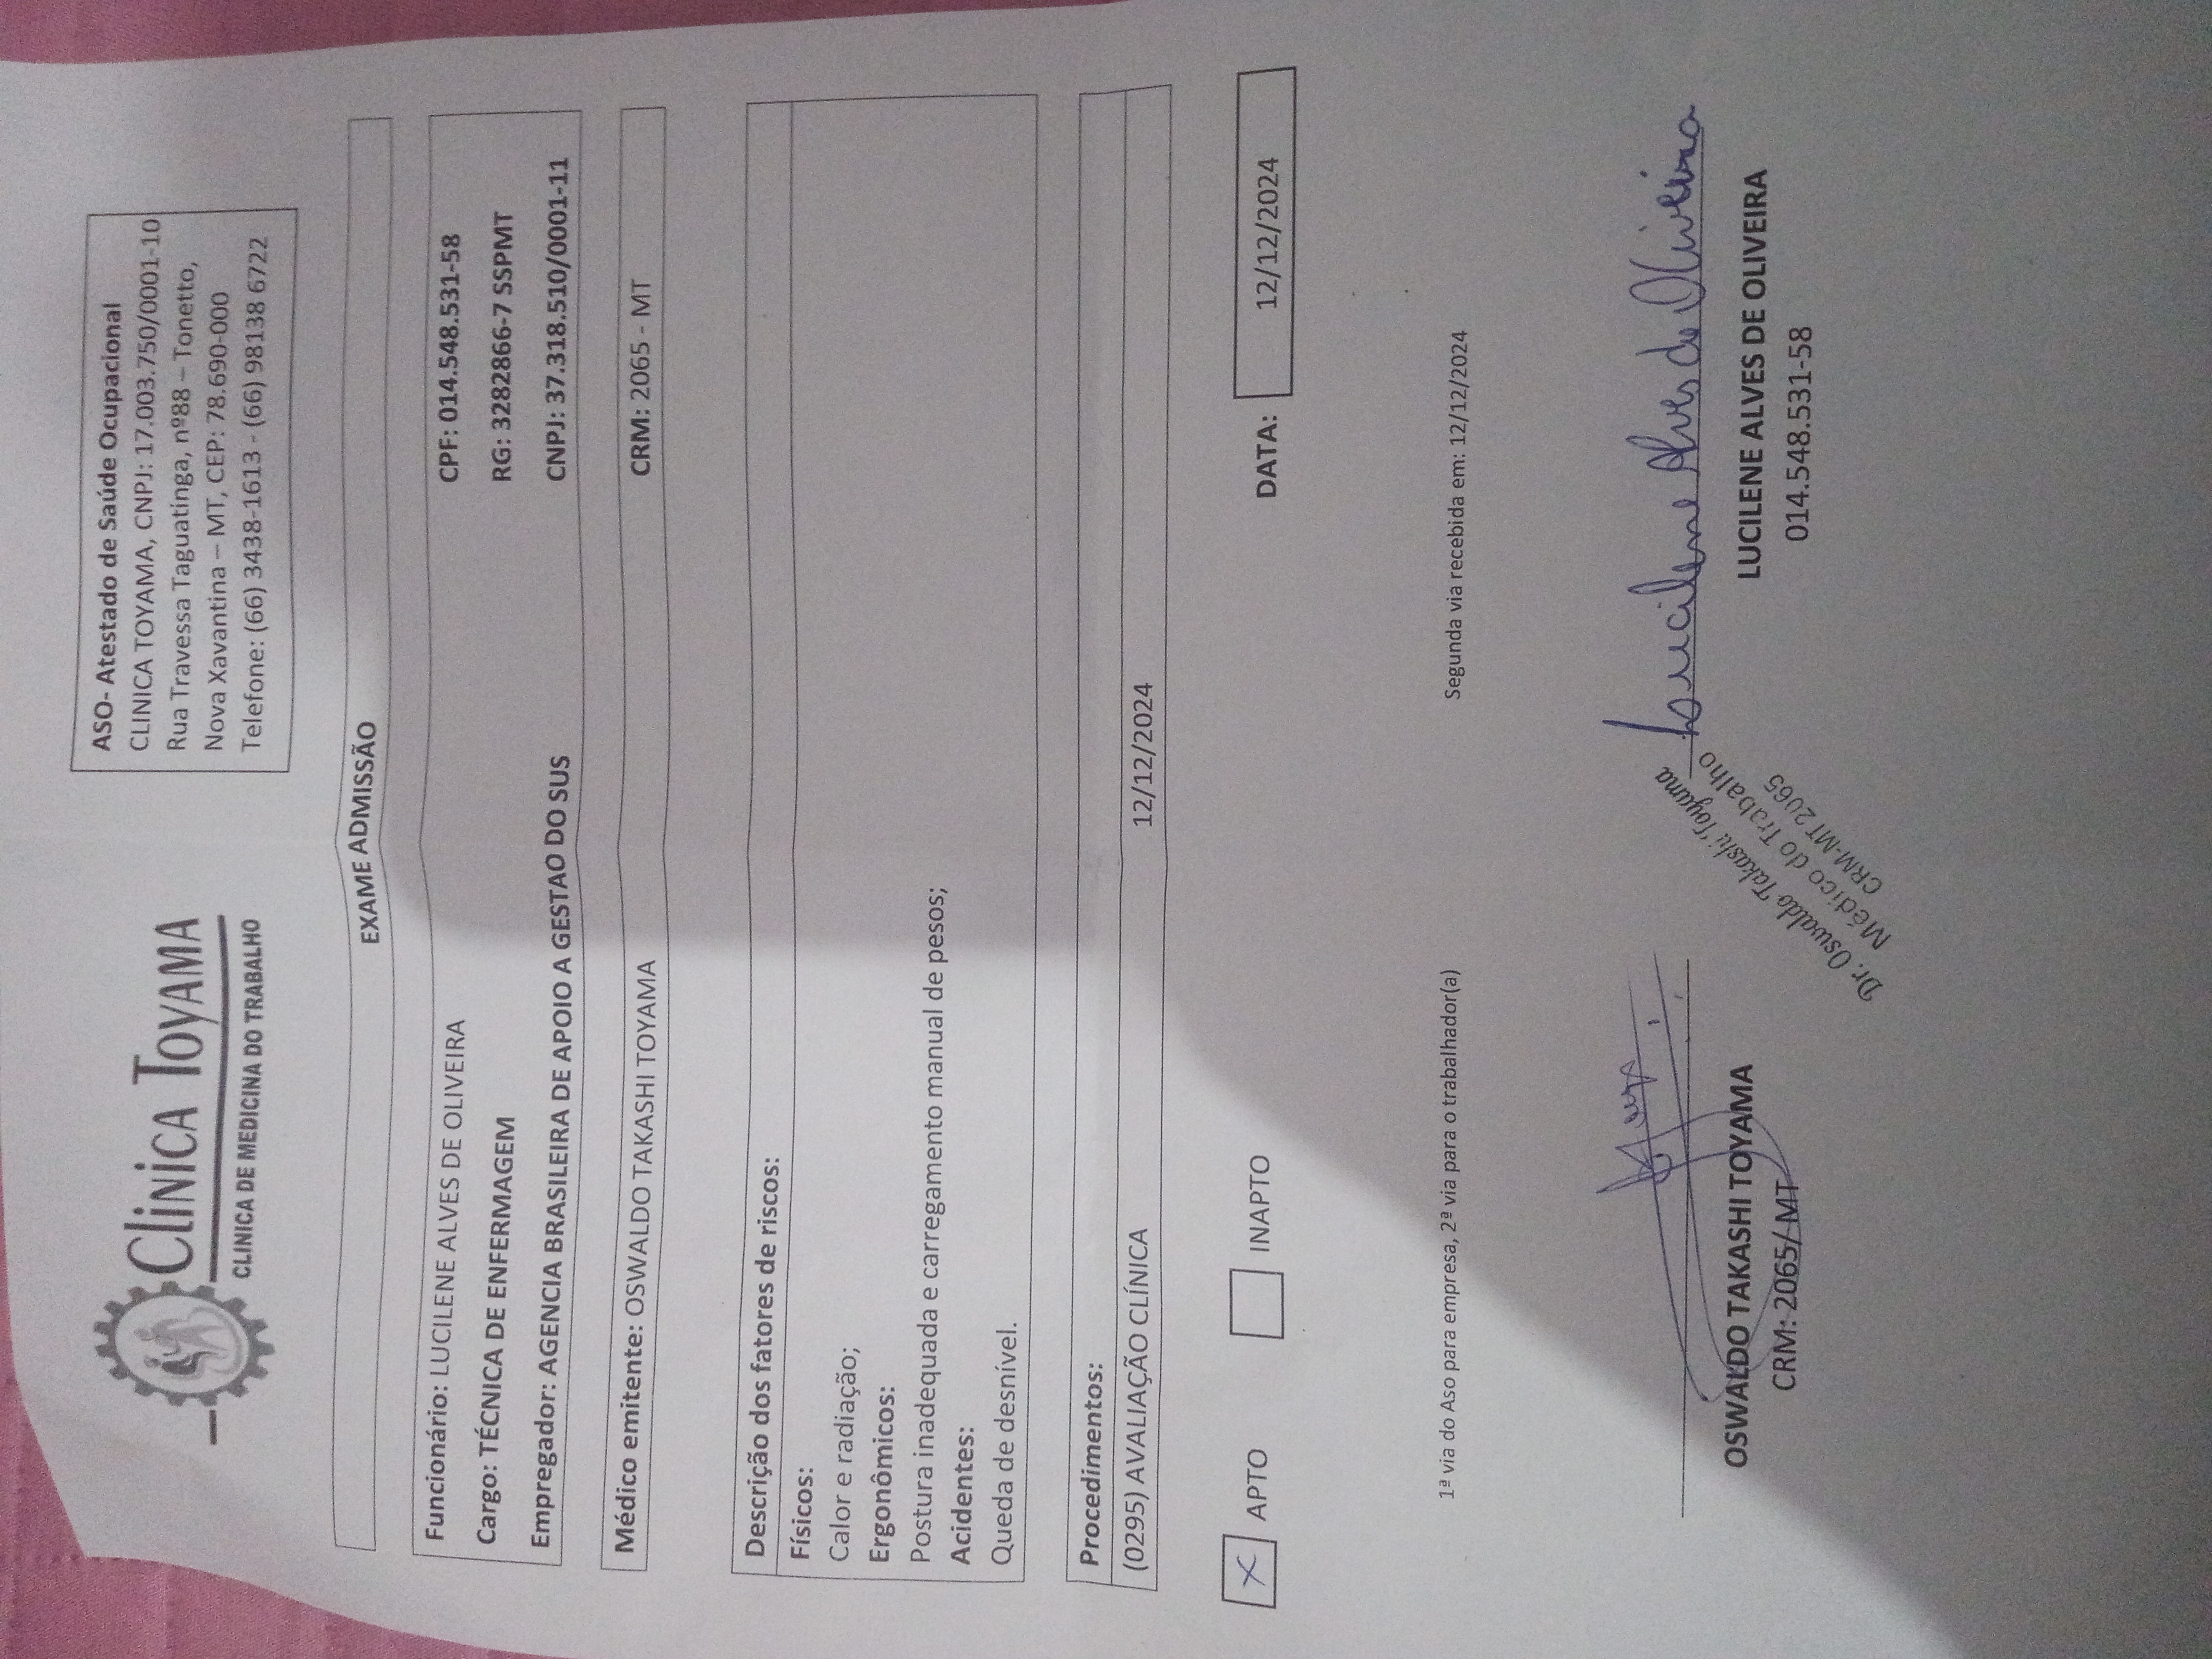 CLINICA TOYAMA
CLINICA DE MEDICINA DO TRABALHO
ASO- Atestado de Saúde Ocupacional
CLINICA TOYAMA, CNPJ: 17.003.750/0001-10
Rua Travessa Taguatinga, nº88 – Tonetto,
Nova Xavantina – MT, CEP: 78.690-000
Telefone: (66) 3438-1613 - (66) 98138 6722
EXAME ADMISSÃO
Funcionário: LUCILENE ALVES DE OLIVEIRA CPF: 014.548.531-58
Cargo: TÉCNICA DE ENFERMAGEM RG: 3282866-7 SSPMT
Empregador: AGENCIA BRASILEIRA DE APOIO A GESTAO DO SUS CNPJ: 37.318.510/0001-11
Médico emitente: OSWALDO TAKASHI TOYAMA CRM: 2065 - MT
Descrição dos fatores de riscos:
Físicos:
Calor e radiação;
Ergonômicos:
Postura inadequada e carregamento manual de pesos;
Acidentes:
Queda de desnível.
Procedimentos:
(0295) AVALIAÇÃO CLÍNICA 12/12/2024
X APTO INAPTO DATA: 12/12/2024
1ª via do Aso para empresa, 2ª via para o trabalhador(a) Segunda via recebida em: 12/12/2024
Lucilene Alves de Oliveira
OSWALDO TAKASHI TOYAMA
CRM: 2065/MT
Dr. Oswaldo Takashi Toyama
Médico do Trabalho
CRM-MT 2065
LUCILENE ALVES DE OLIVEIRA
014.548.531-58